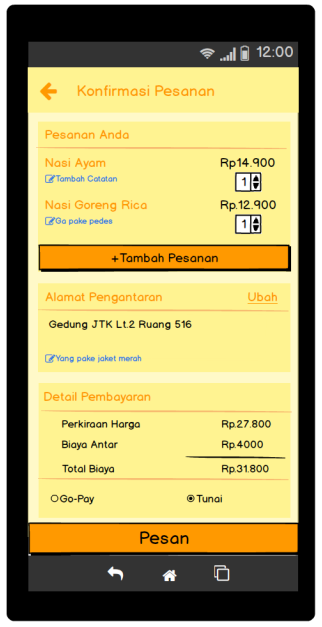 12:00
Konfirmasi Pesanan
Pesanan Anda
Nasi Ayam Rp14.900
Tambah Catatan 1
Nasi Goreng Rica Rp.12.900
Ga pake pedes 1
+Tambah Pesanan
Alamat Pengantaran Ubah
Gedung JTK Lt.2 Ruang 516
Yang pake jaket merah
Detail Pembayaran
Perkiraan Harga Rp.27.800
Biaya Antar Rp.4000
Total Biaya Rp.31.800
Go-Pay Tunai
Pesan